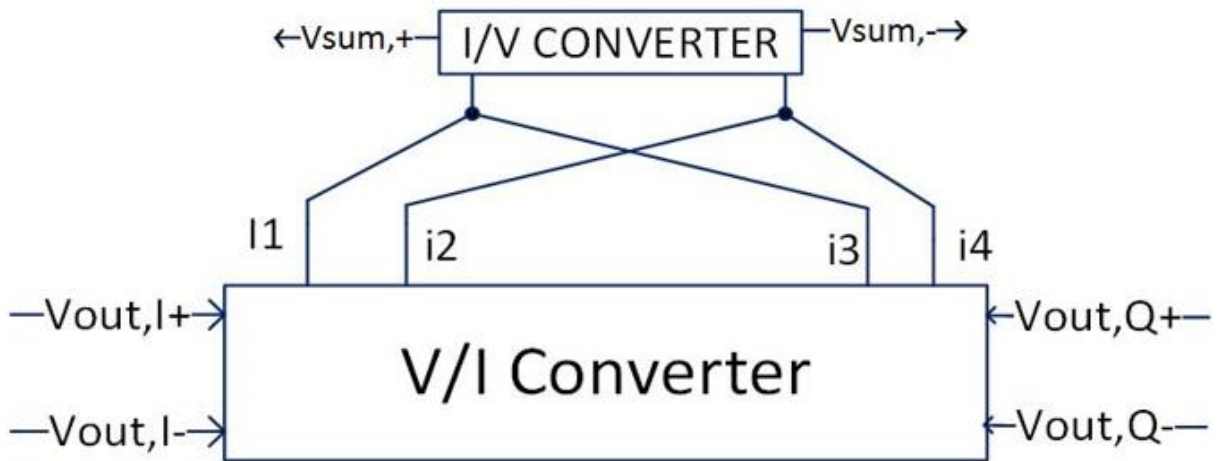 Vsum,+
I/V CONVERTER
Vsum,-
I1
i2
i3
i4
Vout,I+
Vout,Q+
V/I Converter
Vout,I-
Vout,Q-